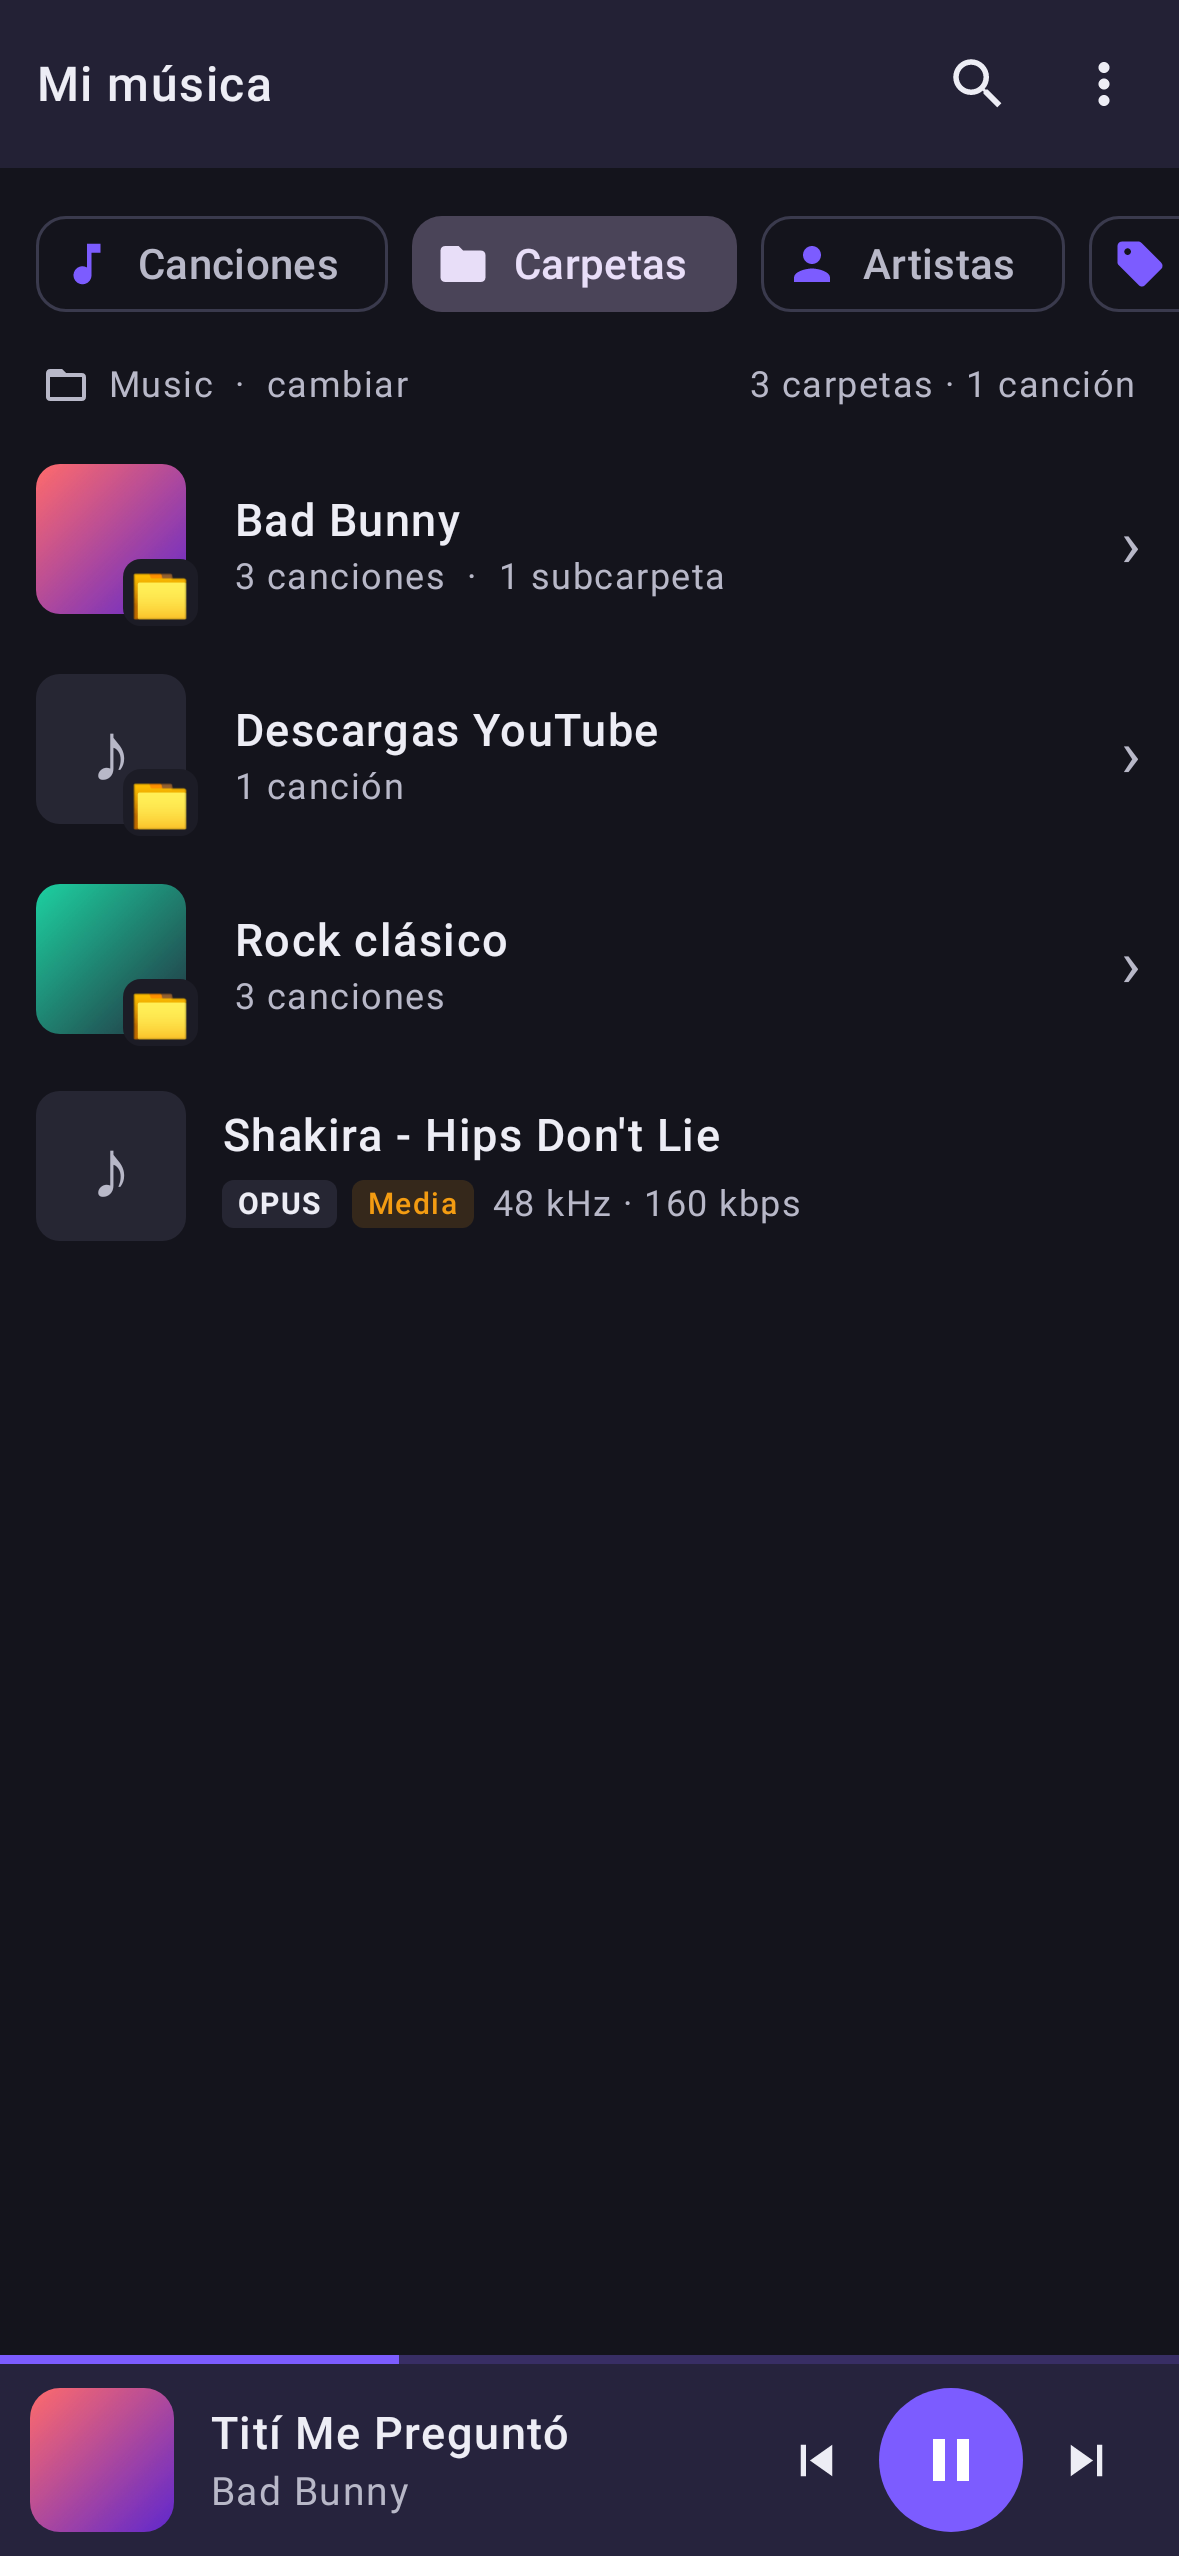 Mi música
Canciones
Carpetas
Artistas
Music · cambiar
3 carpetas · 1 canción
Bad Bunny
3 canciones · 1 subcarpeta
Descargas YouTube
1 canción
Rock clásico
3 canciones
Shakira - Hips Don't Lie
OPUS Media 48 kHz · 160 kbps
Tití Me Preguntó
Bad Bunny